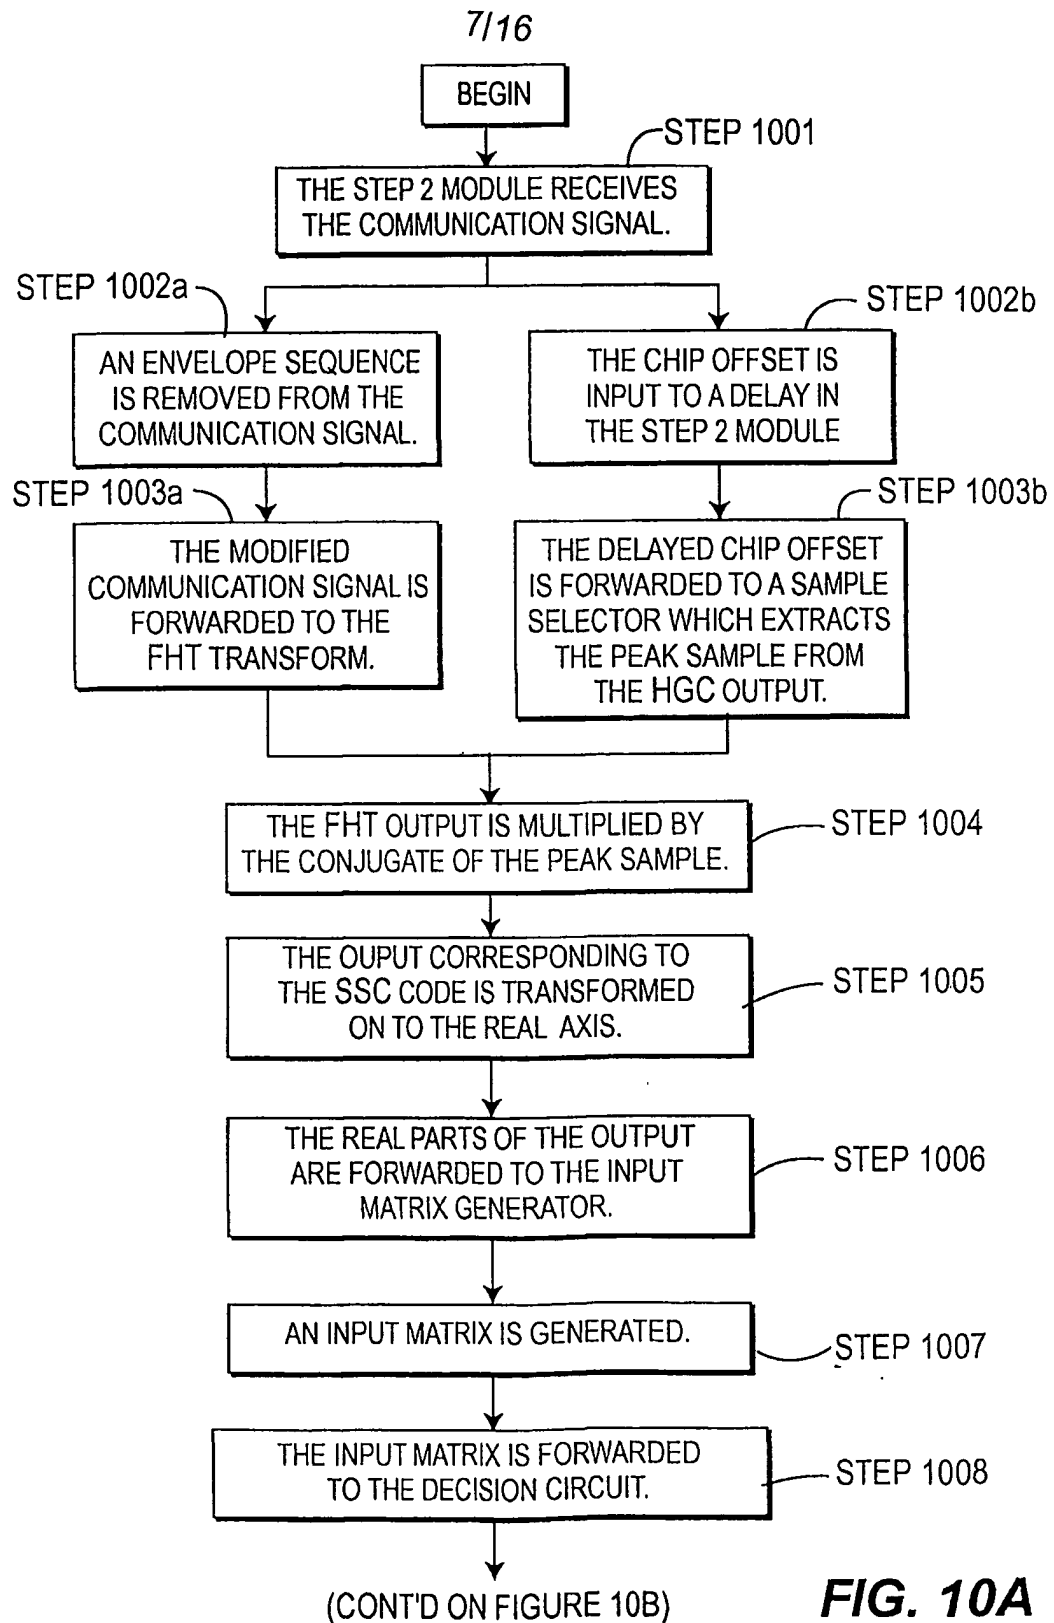 7/16
BEGIN
STEP 1001
THE STEP 2 MODULE RECEIVES
THE COMMUNICATION SIGNAL.
STEP 1002a
AN ENVELOPE SEQUENCE
IS REMOVED FROM THE
COMMUNICATION SIGNAL.
STEP 1002b
THE CHIP OFFSET IS
INPUT TO A DELAY IN
THE STEP 2 MODULE
STEP 1003a
THE MODIFIED
COMMUNICATION SIGNAL IS
FORWARDED TO THE
FHT TRANSFORM.
STEP 1003b
THE DELAYED CHIP OFFSET
IS FORWARDED TO A SAMPLE
SELECTOR WHICH EXTRACTS
THE PEAK SAMPLE FROM
THE HGC OUTPUT.
THE FHT OUTPUT IS MULTIPLIED BY
THE CONJUGATE OF THE PEAK SAMPLE.
STEP 1004
THE OUPUT CORRESPONDING TO
THE SSC CODE IS TRANSFORMED
ON TO THE REAL AXIS.
STEP 1005
THE REAL PARTS OF THE OUTPUT
ARE FORWARDED TO THE INPUT
MATRIX GENERATOR.
STEP 1006
AN INPUT MATRIX IS GENERATED.
STEP 1007
THE INPUT MATRIX IS FORWARDED
TO THE DECISION CIRCUIT.
STEP 1008
(CONT'D ON FIGURE 10B)
FIG. 10A